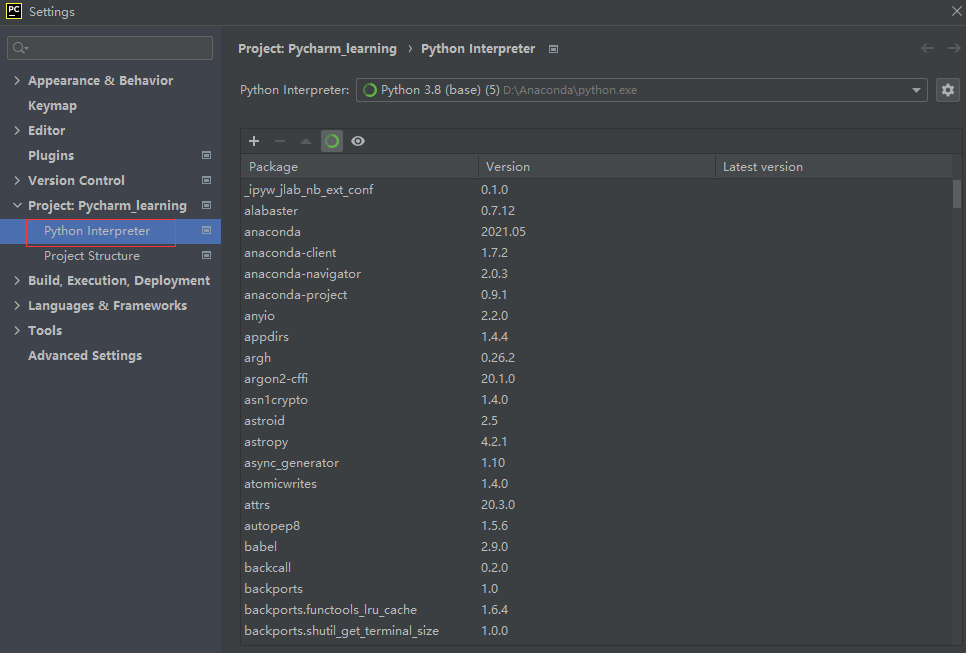 PC Settings
Appearance & Behavior
Keymap
Editor
Plugins
Version Control
Project: Pycharm_learning
Python Interpreter
Project Structure
Build, Execution, Deployment
Languages & Frameworks
Tools
Advanced Settings
Project: Pycharm_learning › Python Interpreter
Python Interpreter: Python 3.8 (base) (5) D:\Anaconda\python.exe
Package Version Latest version
_ipyw_jlab_nb_ext_conf 0.1.0
alabaster 0.7.12
anaconda 2021.05
anaconda-client 1.7.2
anaconda-navigator 2.0.3
anaconda-project 0.9.1
anyio 2.2.0
appdirs 1.4.4
argh 0.26.2
argon2-cffi 20.1.0
asn1crypto 1.4.0
astroid 2.5
astropy 4.2.1
async_generator 1.10
atomicwrites 1.4.0
attrs 20.3.0
autopep8 1.5.6
babel 2.9.0
backcall 0.2.0
backports 1.0
backports.functools_lru_cache 1.6.4
backports.shutil_get_terminal_size 1.0.0